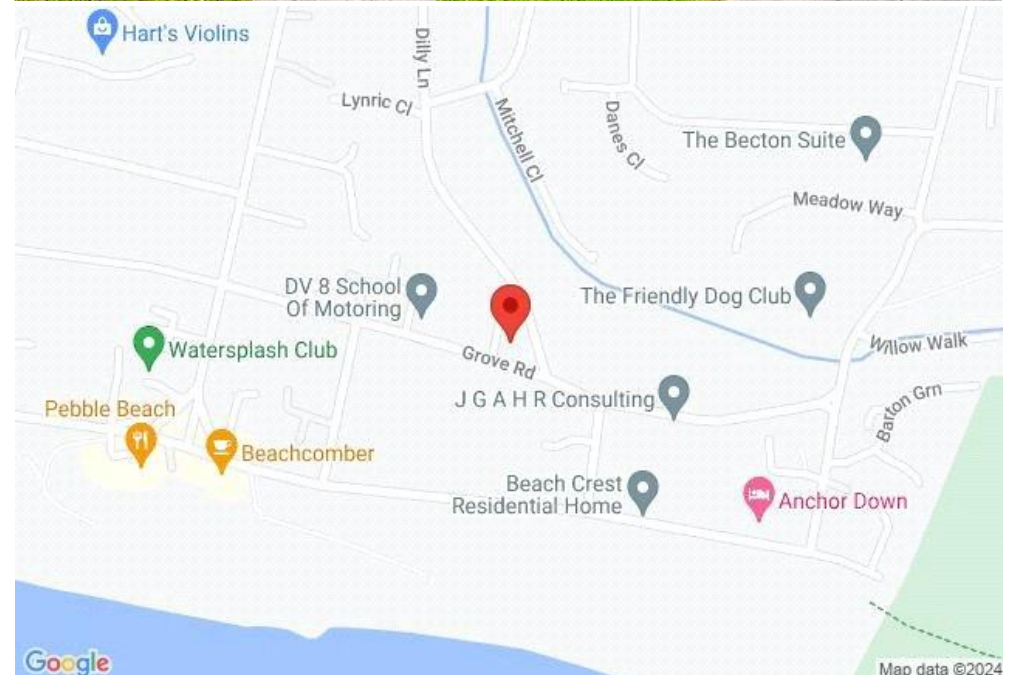 Hart's Violins
Dilly Ln
Lynric Cl
Mitchell Cl
Danes Cl
The Becton Suite
Meadow Way
DV 8 School
Of Motoring
The Friendly Dog Club
Willow Walk
Watersplash Club
Grove Rd
J G A H R Consulting
Barton Grn
Pebble Beach
Beachcomber
Beach Crest
Residential Home
Anchor Down
Google
Map data ©2024